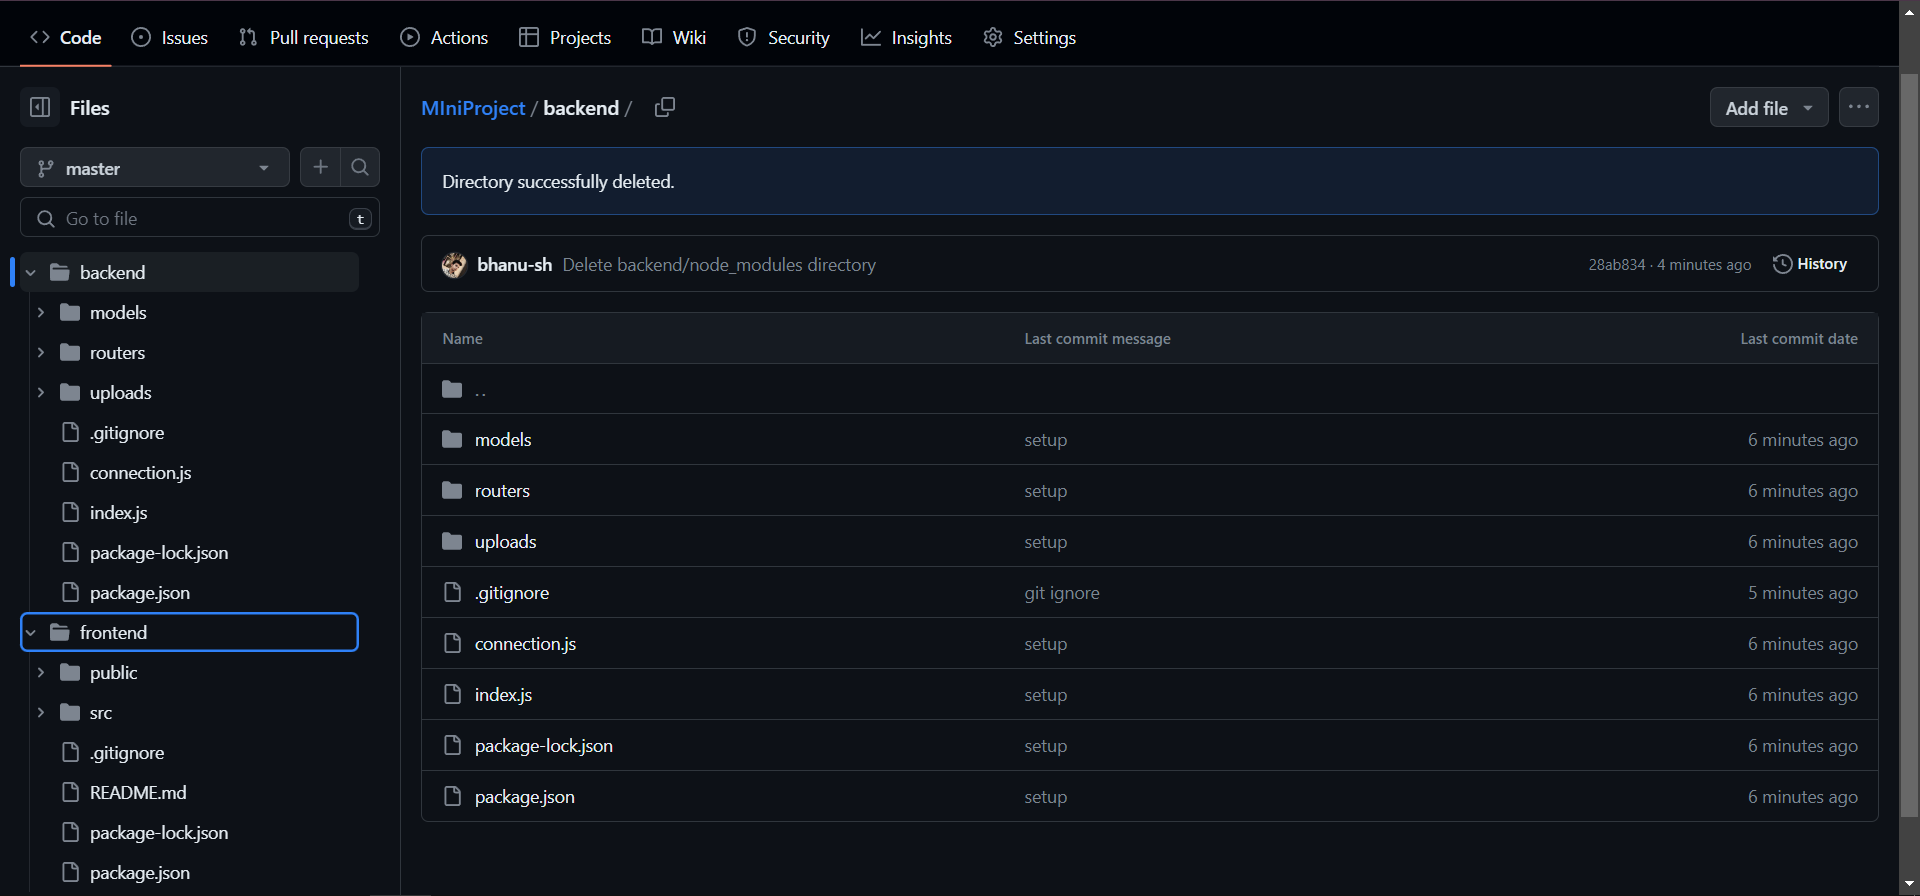 Code Issues Pull requests Actions Projects Wiki Security Insights Settings
Files
master
Go to file t
backend
models
routers
uploads
.gitignore
connection.js
index.js
package-lock.json
package.json
frontend
public
src
.gitignore
README.md
package-lock.json
package.json
MIniProject / backend /
Add file
Directory successfully deleted.
bhanu-sh Delete backend/node_modules directory 28ab834 · 4 minutes ago History
Name Last commit message Last commit date
..
models setup 6 minutes ago
routers setup 6 minutes ago
uploads setup 6 minutes ago
.gitignore git ignore 5 minutes ago
connection.js setup 6 minutes ago
index.js setup 6 minutes ago
package-lock.json setup 6 minutes ago
package.json setup 6 minutes ago